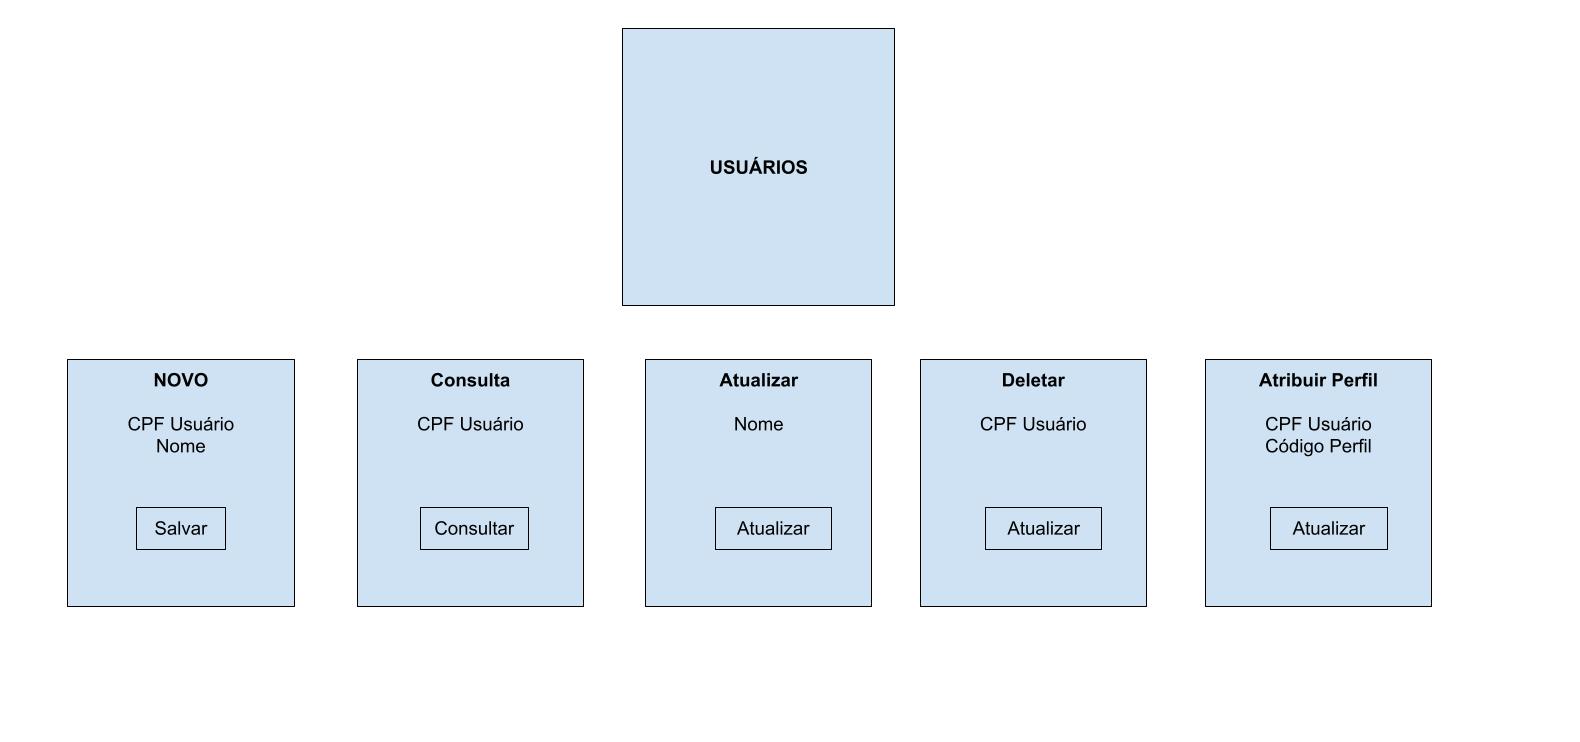 USUÁRIOS
NOVO
CPF Usuário
Nome
Salvar
Consulta
CPF Usuário
Consultar
Atualizar
Nome
Atualizar
Deletar
CPF Usuário
Atualizar
Atribuir Perfil
CPF Usuário
Código Perfil
Atualizar